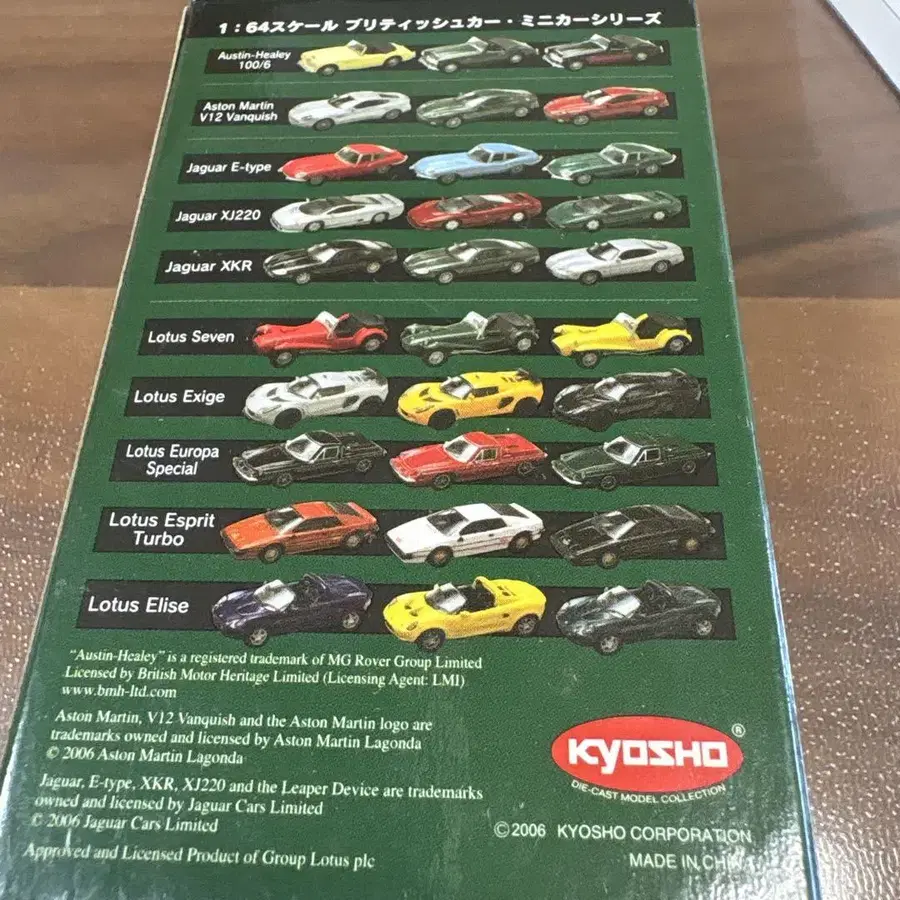 1：64スケール ブリティッシュカー・ミニカーシリーズ
Austin-Healey
100/6
Aston Martin
V12 Vanquish
Jaguar E-type
Jaguar XJ220
Jaguar XKR
Lotus Seven
Lotus Exige
Lotus Europa
Special
Lotus Esprit
Turbo
Lotus Elise
"Austin-Healey" is a registered trademark of MG Rover Group Limited
Licensed by British Motor Heritage Limited (Licensing Agent: LMI)
www.bmh-ltd.com
Aston Martin, V12 Vanquish and the Aston Martin logo are
trademarks owned and licensed by Aston Martin Lagonda
© 2006 Aston Martin Lagonda
Jaguar, E-type, XKR, XJ220 and the Leaper Device are trademarks
owned and licensed by Jaguar Cars Limited
© 2006 Jaguar Cars Limited
Approved and Licensed Product of Group Lotus plc
KYOSHO®
DIE-CAST MODEL COLLECTION
©2006 KYOSHO CORPORATION
MADE IN CHINA